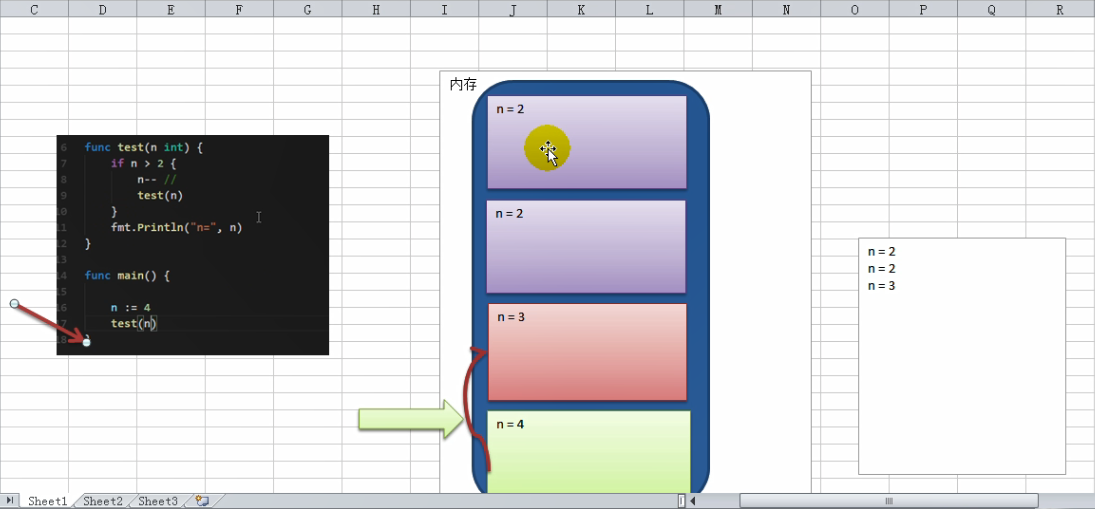 C D E F G H I J K L M N O P Q R
内存
n = 2
n = 2
n = 3
n = 4
6 func test(n int) {
7 if n > 2 {
8 n-- //
9 test(n)
10 }
11 fmt.Println("n=", n)
12 }
13
14 func main() {
15
16 n := 4
17 test(n)
18 }
n = 2
n = 2
n = 3
Sheet1 Sheet2 Sheet3